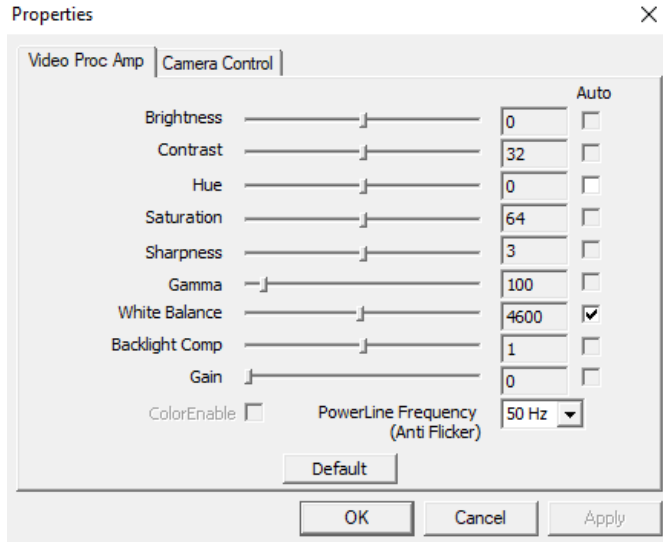 Properties
Video Proc Amp
Camera Control
Auto
Brightness 0
Contrast 32
Hue 0
Saturation 64
Sharpness 3
Gamma 100
White Balance 4600
Backlight Comp 1
Gain 0
ColorEnable PowerLine Frequency 50 Hz
(Anti Flicker)
Default
OK Cancel Apply